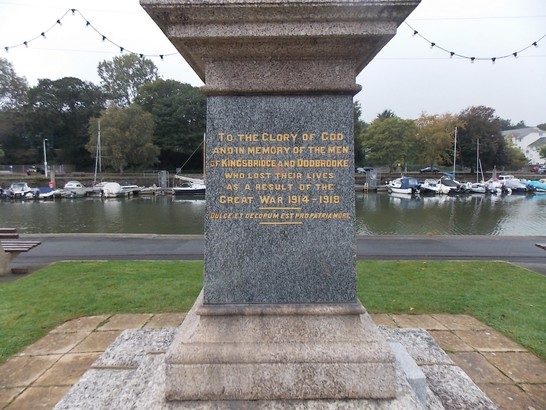 TO THE GLORY OF GOD
AND IN MEMORY OF THE MEN
OF KINGSBRIDGE AND DODBROOKE
WHO LOST THEIR LIVES
AS A RESULT OF THE
GREAT WAR 1914-1918
DULCE ET DECORUM EST PRO PATRIA MORI.